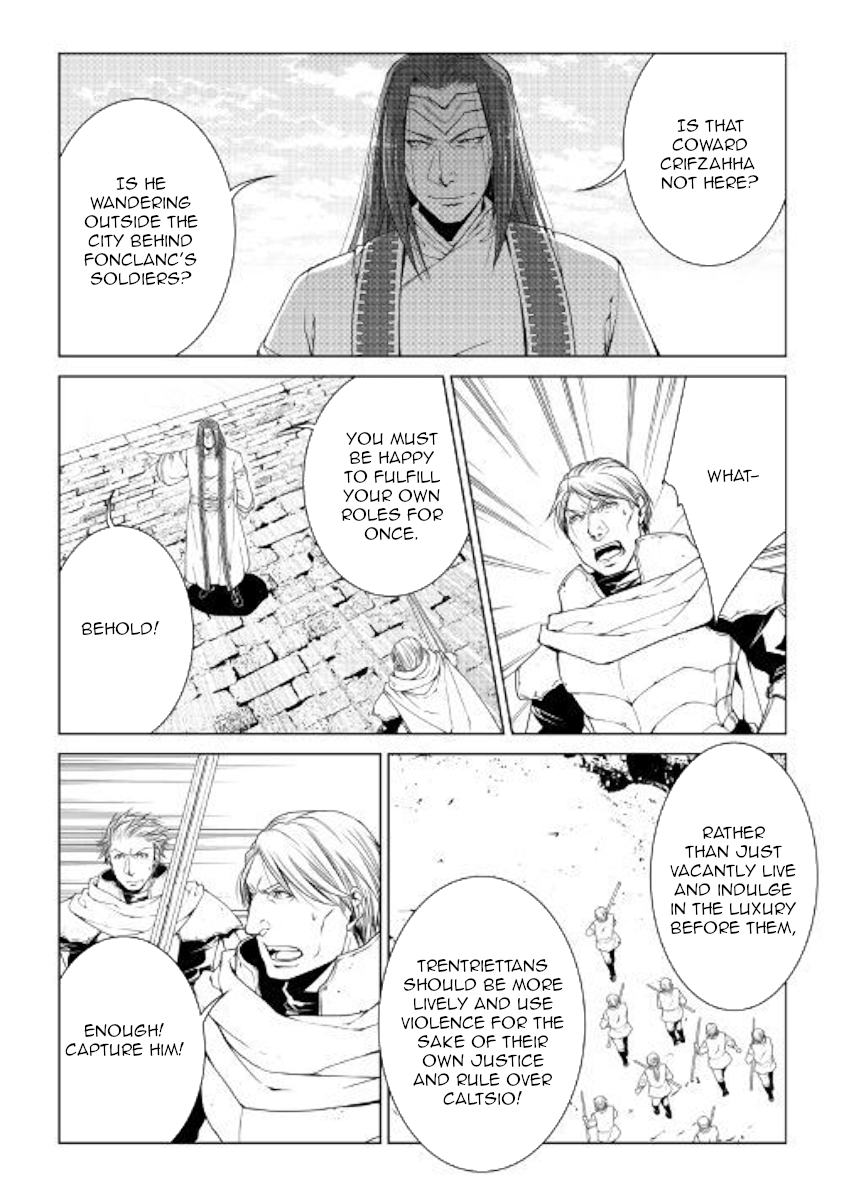 IS THAT
COWARD
CRIFZAHHA
NOT HERE?
IS HE
WANDERING
OUTSIDE THE
CITY BEHIND
FONCLANC'S
SOLDIERS?
WHAT-
YOU MUST
BE HAPPY
TO FULFILL
YOUR OWN
ROLES FOR
ONCE.
BEHOLD!
RATHER
THAN JUST
VACANTLY LIVE
AND INDULGE
IN THE LUXURY
BEFORE THEM,
TRENTRIETTANS
SHOULD BE MORE
LIVELY AND USE
VIOLENCE FOR THE
SAKE OF THEIR
OWN JUSTICE
AND RULE OVER
CALTSIO!
ENOUGH!
CAPTURE HIM!